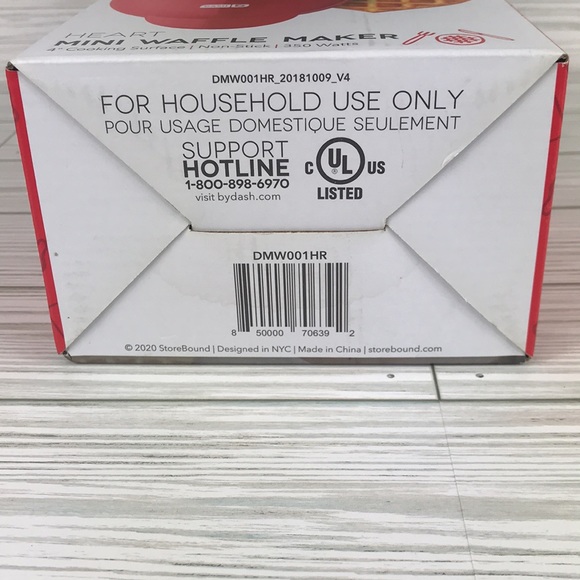 HEART
MINI WAFFLE MAKER
4" Cooking Surface | Non-Stick | 350 Watts
DMW001HR_20181009_V4
FOR HOUSEHOLD USE ONLY
POUR USAGE DOMESTIQUE SEULEMENT
SUPPORT
HOTLINE
1-800-898-6970
visit bydash.com
C UL US
®
LISTED
DMW001HR
8 50000 70639 2
© 2020 StoreBound | Designed in NYC | Made in China | storebound.com